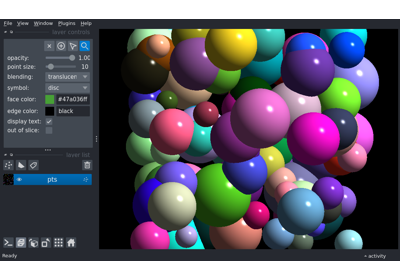 File View Window Plugins Help
layer controls
opacity: 1.00
point size: 10
blending: translucen
symbol: disc
face color: #47a036ff
edge color: black
display text: ✓
out of slice:
layer list
pts
Ready
activity